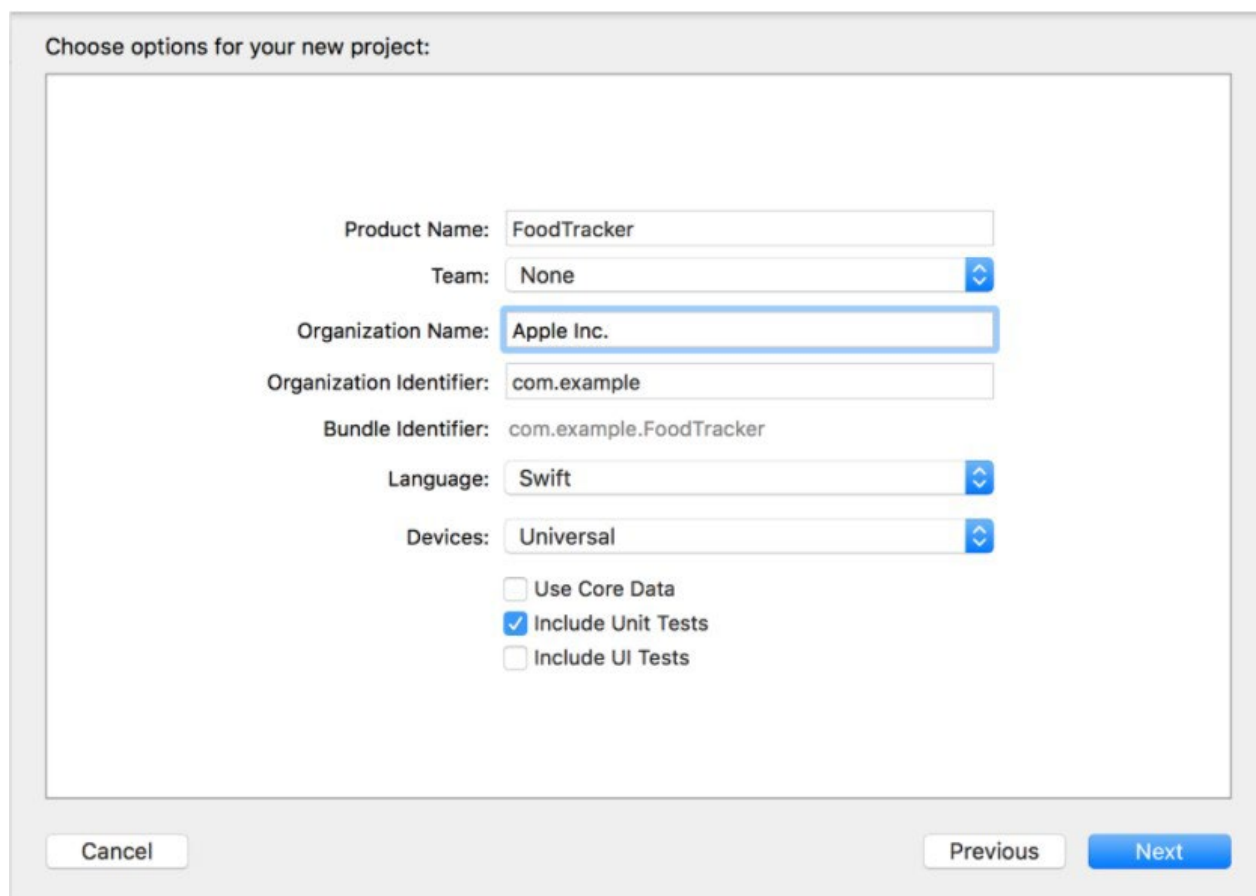 Choose options for your new project:
Product Name: FoodTracker
Team: None
Organization Name: Apple Inc.
Organization Identifier: com.example
Bundle Identifier: com.example.FoodTracker
Language: Swift
Devices: Universal
Use Core Data
Include Unit Tests
Include UI Tests
Cancel Previous Next